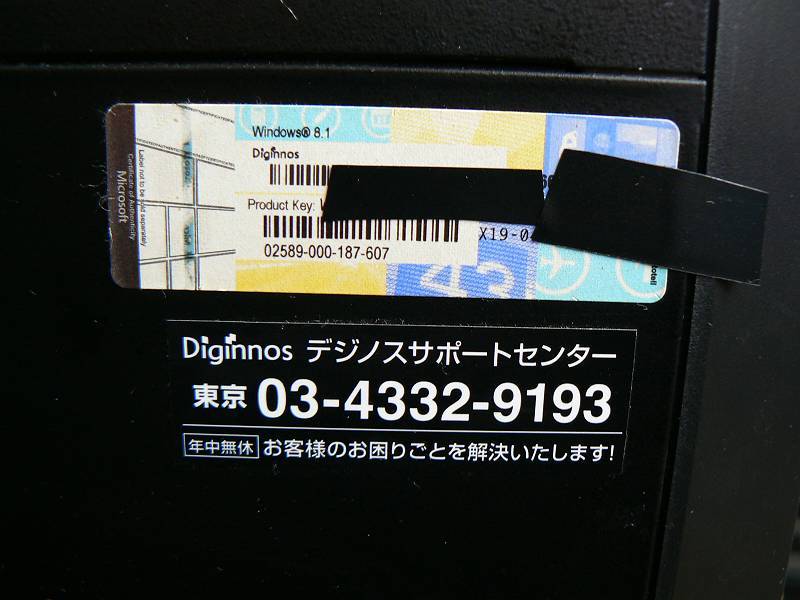 Windows® 8.1
Diginnos
Product Key:
X19-0
02589-000-187-607
Label not to be sold separately
Certificate of Authenticity
Microsoft
Diginnos デジノスサポートセンター
東京 03-4332-9193
年中無休 お客様のお困りごとを解決いたします!